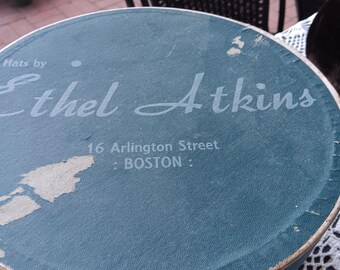 Hats by
Ethel Atkins
16 Arlington Street
: BOSTON :